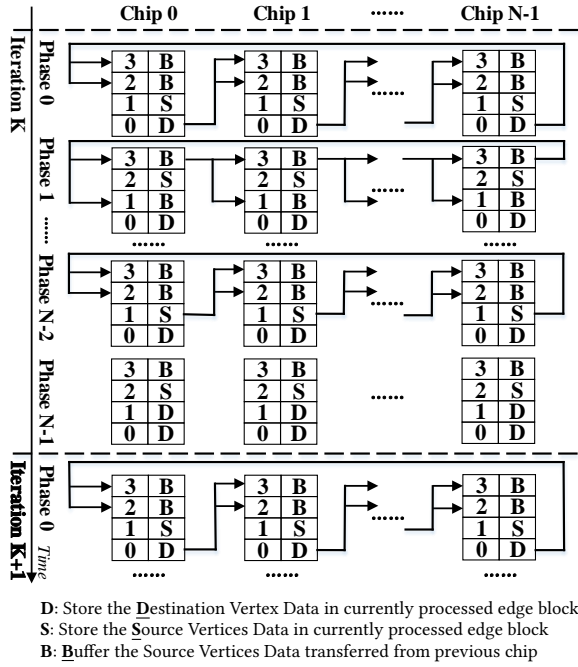 Chip 0 Chip 1 ...... Chip N-1
Iteration K
Phase 0
3 B 3 B 3 B
2 B 2 B ...... 2 B
1 S 1 S 1 S
0 D 0 D 0 D
Phase 1
3 B 3 B 3 B
2 S 2 S ...... 2 S
1 B 1 B 1 B
0 D 0 D 0 D
...... ...... ...... ......
Phase N-2
3 B 3 B 3 B
2 B 2 B ...... 2 B
1 S 1 S 1 S
0 D 0 D 0 D
Phase N-1
3 B 3 B 3 B
2 S 2 S ...... 2 S
1 D 1 D 1 D
0 D 0 D 0 D
Iteration K+1
Phase 0
3 B 3 B 3 B
2 B 2 B ...... 2 B
1 S 1 S 1 S
0 D 0 D 0 D
Time
...... ...... ......
D: Store the Destination Vertex Data in currently processed edge block
S: Store the Source Vertices Data in currently processed edge block
B: Buffer the Source Vertices Data transferred from previous chip